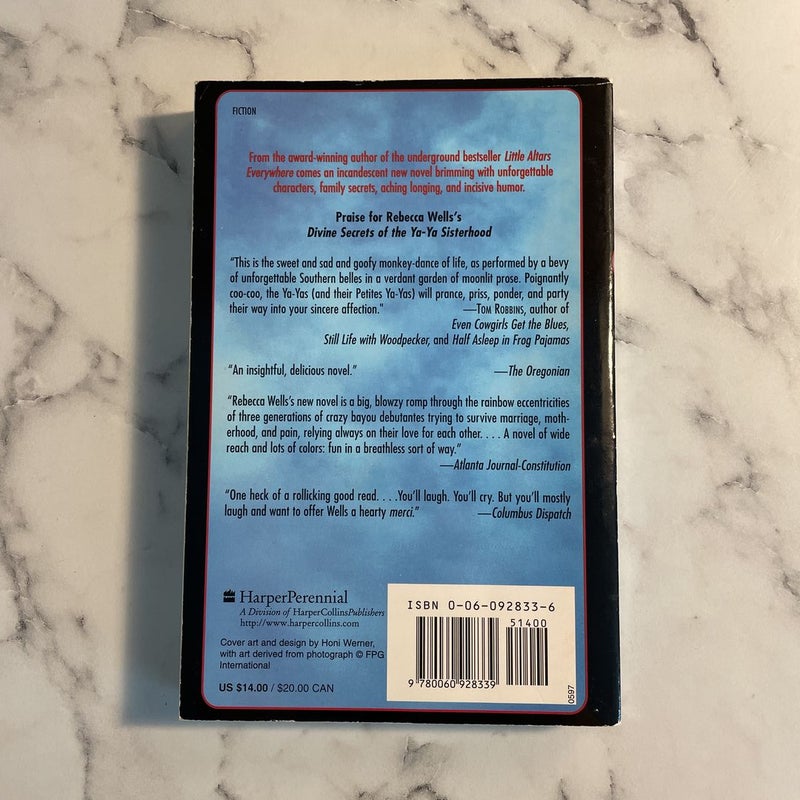 FICTION
From the award-winning author of the underground bestseller Little Altars
Everywhere comes an incandescent new novel brimming with unforgettable
characters, family secrets, aching longing, and incisive humor.
Praise for Rebecca Wells's
Divine Secrets of the Ya-Ya Sisterhood
"This is the sweet and sad and goofy monkey-dance of life, as performed by a bevy
of unforgettable Southern belles in a verdant garden of moonlit prose. Poignantly
coo-coo, the Ya-Yas (and their Petites Ya-Yas) will prance, priss, ponder, and party
their way into your sincere affection." —TOM ROBBINS, author of
Even Cowgirls Get the Blues,
Still Life with Woodpecker, and Half Asleep in Frog Pajamas
"An insightful, delicious novel." —The Oregonian
"Rebecca Wells's new novel is a big, blowzy romp through the rainbow eccentricities
of three generations of crazy bayou debutantes trying to survive marriage, moth-
erhood, and pain, relying always on their love for each other. . . . A novel of wide
reach and lots of colors: fun in a breathless sort of way."
—Atlanta Journal-Constitution
"One heck of a rollicking good read. . . .You'll laugh. You'll cry. But you'll mostly
laugh and want to offer Wells a hearty merci." —Columbus Dispatch
HarperPerennial
A Division of HarperCollinsPublishers
http://www.harpercollins.com
Cover art and design by Honi Werner,
with art derived from photograph © FPG
International
US $14.00 / $20.00 CAN
ISBN 0-06-092833-6
51400
9 780060 928339
0597